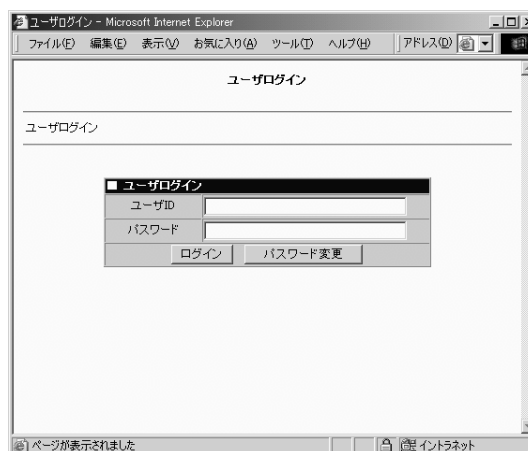 ユーザログイン - Microsoft Internet Explorer
ファイル(F) 編集(E) 表示(V) お気に入り(A) ツール(T) ヘルプ(H) アドレス(D)
ユーザログイン
ユーザログイン
■ ユーザログイン
ユーザID
パスワード
ログイン パスワード変更
ページが表示されました イントラネット